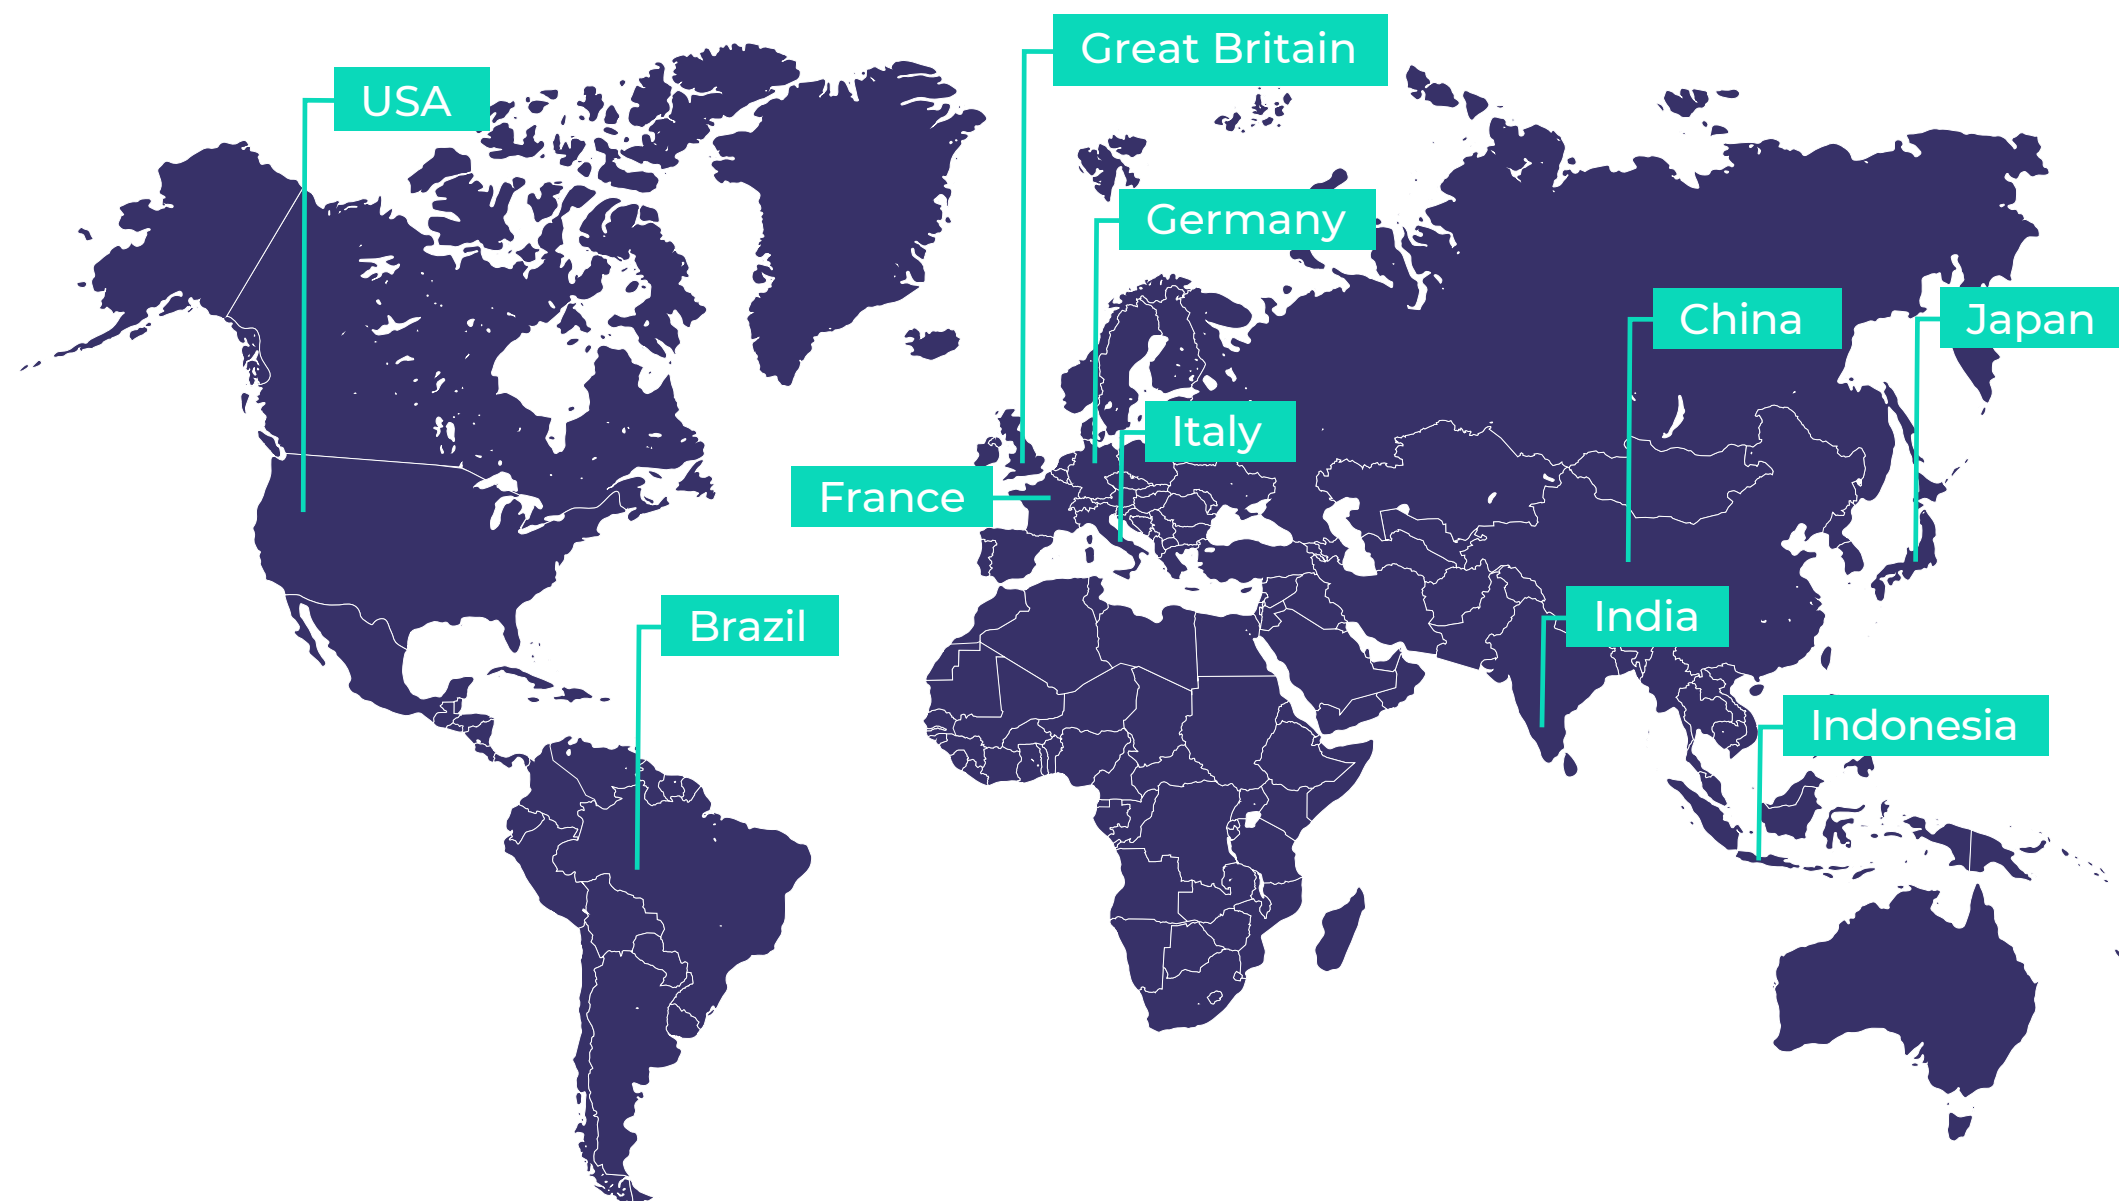 Great Britain
USA
Germany
China
Japan
Italy
France
India
Brazil
Indonesia